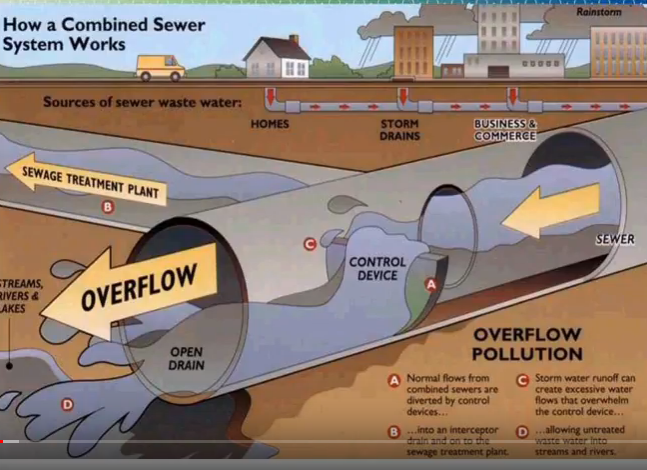 How a Combined Sewer
System Works
Rainstorm
Sources of sewer waste water:
HOMES
STORM
DRAINS
BUSINESS &
COMMERCE
SEWAGE TREATMENT PLANT
B
C
SEWER
CONTROL
DEVICE
A
STREAMS,
RIVERS &
LAKES
OVERFLOW
OPEN
DRAIN
D
OVERFLOW
POLLUTION
A Normal flows from
combined sewers are
diverted by control
devices...
B ...into an interceptor
drain and on to the
sewage treatment plant.
C Storm water runoff can
create excessive water
flows that overwhelm
the control device...
D ...allowing untreated
waste water into
streams and rivers.